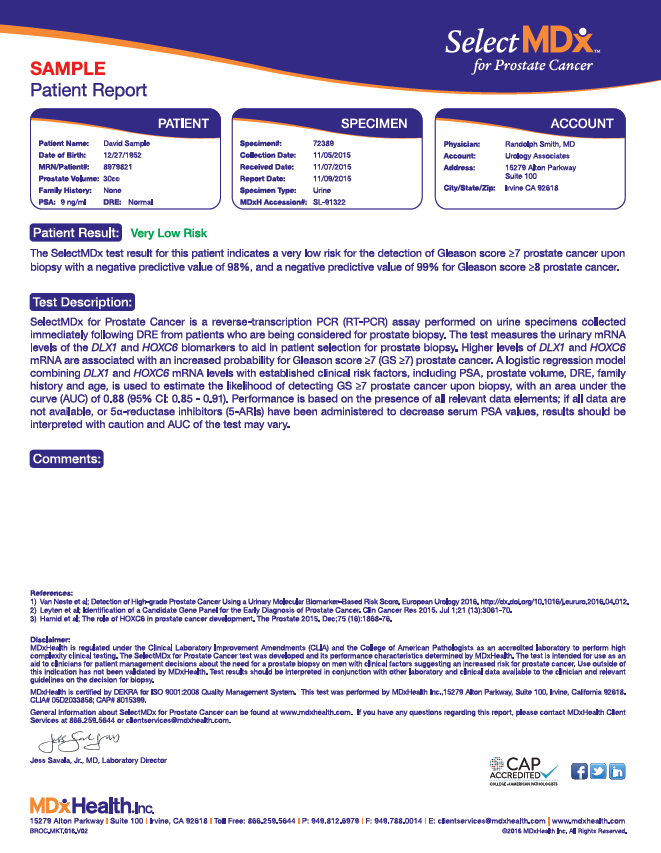 SelectMDx™
for Prostate Cancer
SAMPLE
Patient Report
PATIENT
Patient Name: David Sample
Date of Birth: 12/27/1952
MRN/Patient#: 8979821
Prostate Volume: 30cc
Family History: None
PSA: 9 ng/ml DRE: Normal
SPECIMEN
Specimen#: 72389
Collection Date: 11/05/2015
Received Date: 11/07/2015
Report Date: 11/09/2015
Specimen Type: Urine
MDxH Accession#: SL-91322
ACCOUNT
Physician: Randolph Smith, MD
Account: Urology Associates
Address: 15279 Alton Parkway
Suite 100
City/State/Zip: Irvine CA 92618
Patient Result: Very Low Risk
The SelectMDx test result for this patient indicates a very low risk for the detection of Gleason score ≥7 prostate cancer upon
biopsy with a negative predictive value of 98%, and a negative predictive value of 99% for Gleason score ≥8 prostate cancer.
Test Description:
SelectMDx for Prostate Cancer is a reverse-transcription PCR (RT-PCR) assay performed on urine specimens collected
immediately following DRE from patients who are being considered for prostate biopsy. The test measures the urinary mRNA
levels of the DLX1 and HOXC6 biomarkers to aid in patient selection for prostate biopsy. Higher levels of DLX1 and HOXC6
mRNA are associated with an increased probability for Gleason score ≥7 (GS ≥7) prostate cancer. A logistic regression model
combining DLX1 and HOXC6 mRNA levels with established clinical risk factors, including PSA, prostate volume, DRE, family
history and age, is used to estimate the likelihood of detecting GS ≥7 prostate cancer upon biopsy, with an area under the
curve (AUC) of 0.88 (95% CI: 0.85 - 0.91). Performance is based on the presence of all relevant data elements; if all data are
not available, or 5α-reductase inhibitors (5-ARIs) have been administered to decrease serum PSA values, results should be
interpreted with caution and AUC of the test may vary.
Comments:
References:
1) Van Neste et al; Detection of High-grade Prostate Cancer Using a Urinary Molecular Biomarker-Based Risk Score, European Urology 2016, http://dx.doi.org/10.1016/j.eururo.2016.04.012.
2) Leyten et al; Identification of a Candidate Gene Panel for the Early Diagnosis of Prostate Cancer. Clin Cancer Res 2015. Jul 1;21 (13):3061-70.
3) Hamid et al; The role of HOXC6 in prostate cancer development. The Prostate 2015. Dec;75 (16):1868-76.
Disclaimer:
MDxHealth is regulated under the Clinical Laboratory Improvement Amendments (CLIA) and the College of American Pathologists as an accredited laboratory to perform high
complexity clinical testing. The SelectMDx for Prostate Cancer test was developed and its performance characteristics determined by MDxHealth. The test is intended for use as an
aid to clinicians for patient management decisions about the need for a prostate biopsy on men with clinical factors suggesting an increased risk for prostate cancer. Use outside of
this indication has not been validated by MDxHealth. Test results should be interpreted in conjunction with other laboratory and clinical data available to the clinician and relevant
guidelines on the decision for biopsy.
MDxHealth is certified by DEKRA for ISO 9001:2008 Quality Management System. This test was performed by MDxHealth Inc.,15279 Alton Parkway, Suite 100, Irvine, California 92618.
CLIA# 05D2033858; CAP# 8015399.
General information about SelectMDx for Prostate Cancer can be found at www.mdxhealth.com. If you have any questions regarding this report, please contact MDxHealth Client
Services at 866.259.5644 or clientservices@mdxhealth.com.
Jess Savala, Jr., MD, Laboratory Director
CAP
ACCREDITED
COLLEGE of AMERICAN PATHOLOGISTS
MDxHealth.Inc.
15279 Alton Parkway | Suite 100 | Irvine, CA 92618 | Toll Free: 866.259.5644 | P: 949.812.6979 | F: 949.788.0014 | E: clientservices@mdxhealth.com | www.mdxhealth.com
BROC_MKT_016_V02 ©2016 MDxHealth Inc. All Rights Reserved.